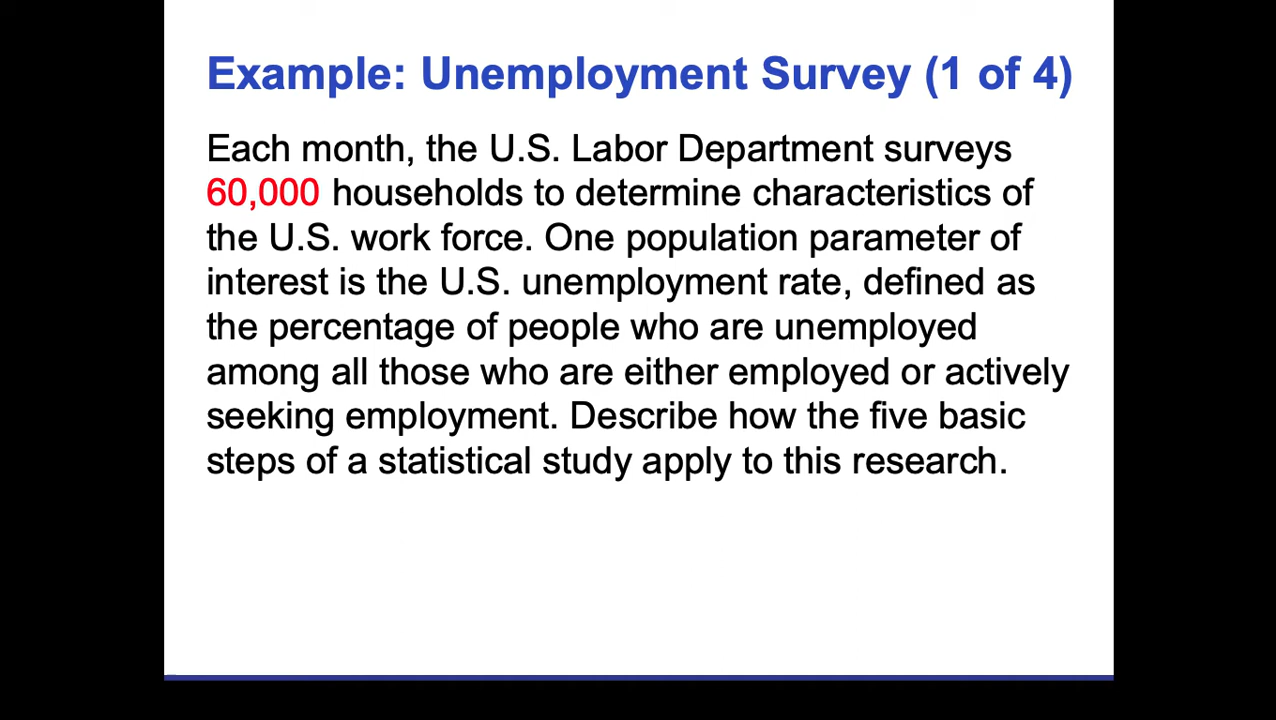 Example: Unemployment Survey (1 of 4)
Each month, the U.S. Labor Department surveys
60,000 households to determine characteristics of
the U.S. work force. One population parameter of
interest is the U.S. unemployment rate, defined as
the percentage of people who are unemployed
among all those who are either employed or actively
seeking employment. Describe how the five basic
steps of a statistical study apply to this research.